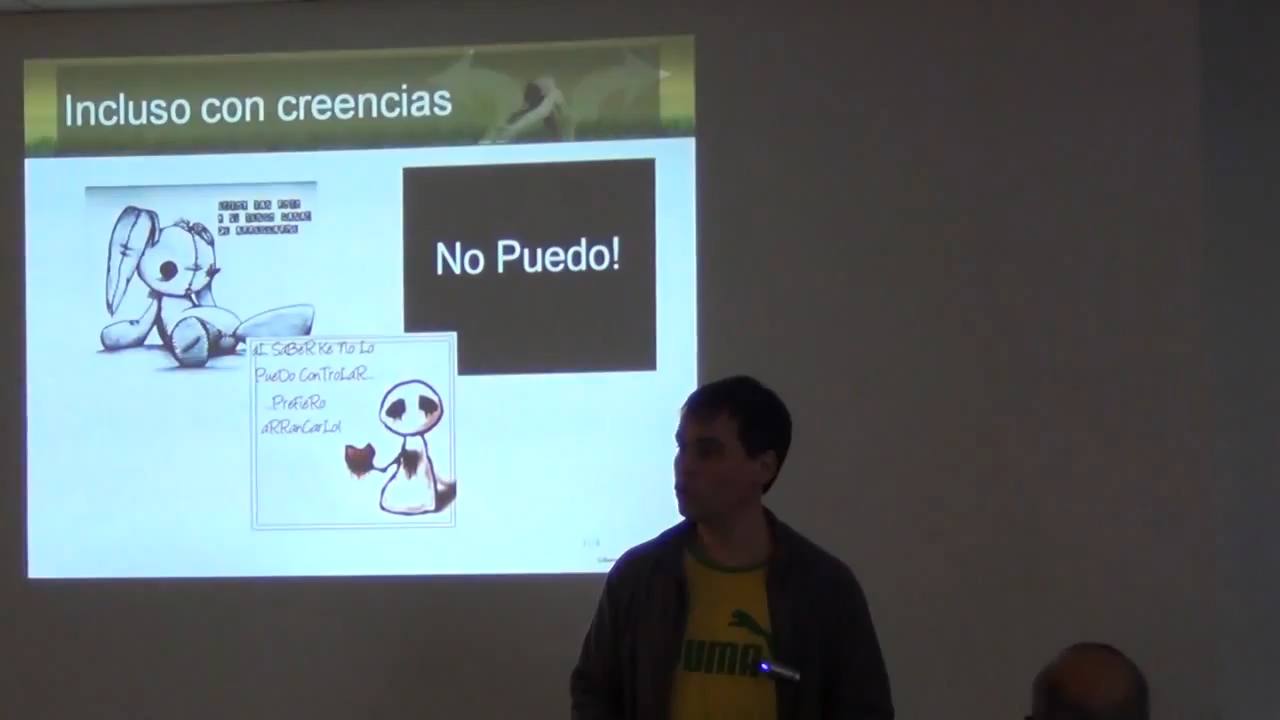 Incluso con creencias
No Puedo!
aL SaBeR Ke No Lo
PueDo ConTroLaR...
...PreFieRo
aRRanCarLo!
PUMA